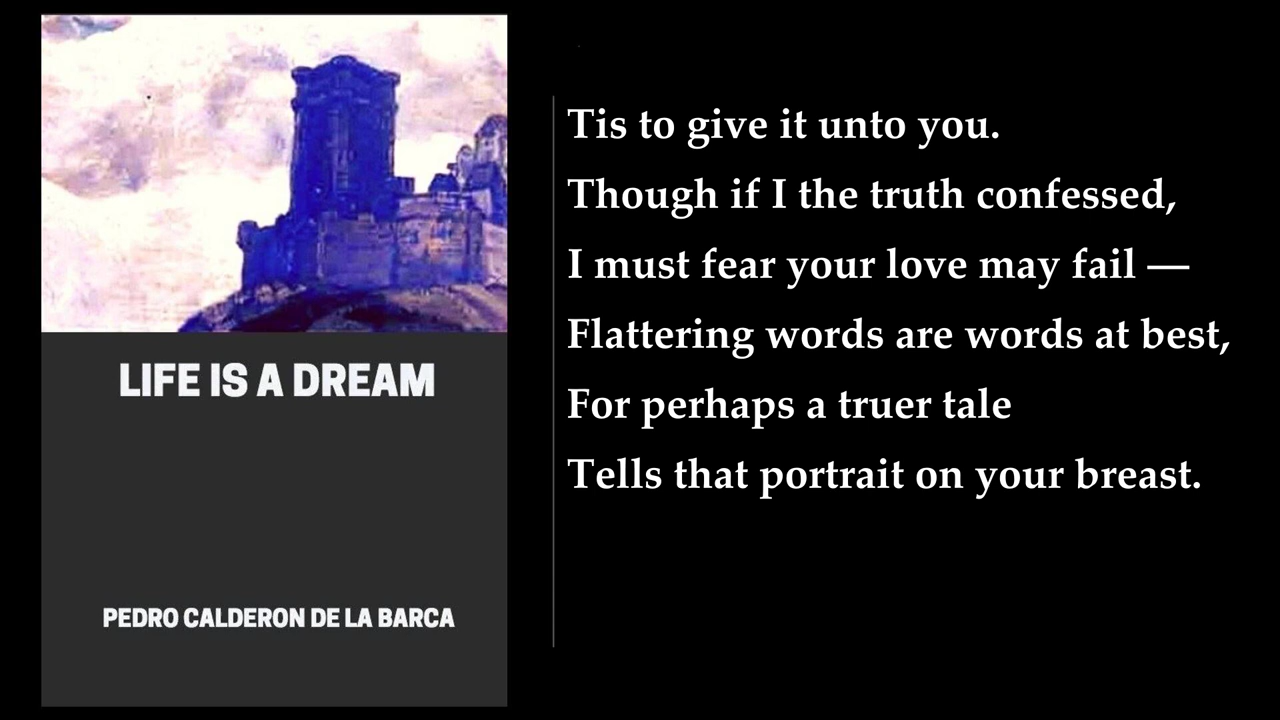 LIFE IS A DREAM
PEDRO CALDERON DE LA BARCA
Tis to give it unto you.
Though if I the truth confessed,
I must fear your love may fail —
Flattering words are words at best,
For perhaps a truer tale
Tells that portrait on your breast.